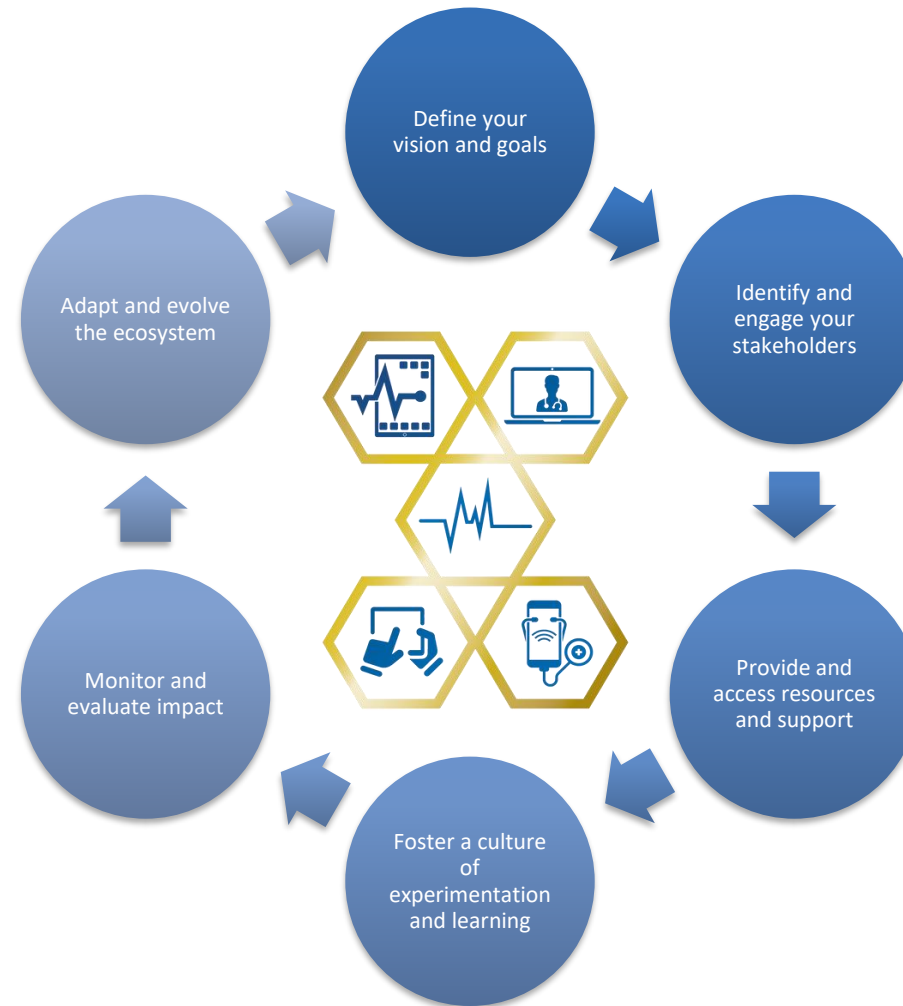 Define your
vision and goals
Identify and
engage your
stakeholders
Provide and
access resources
and support
Foster a culture
of
experimentation
and learning
Monitor and
evaluate impact
Adapt and evolve
the ecosystem